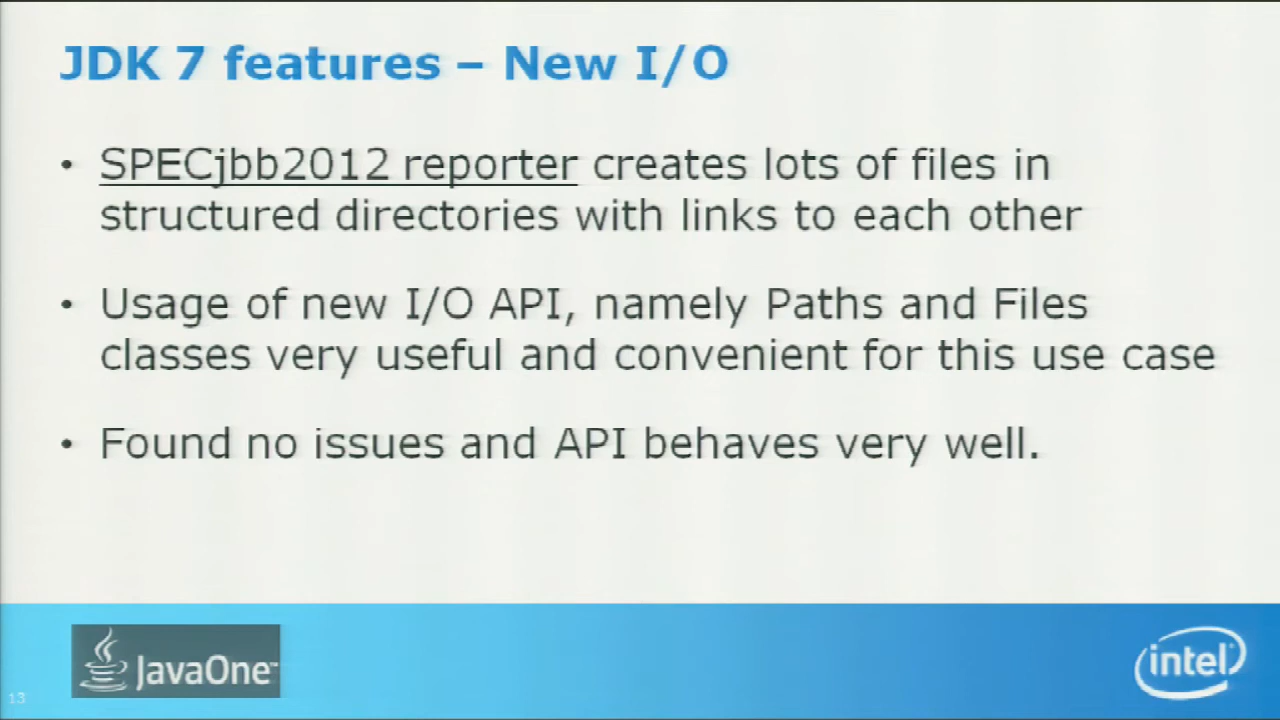 JDK 7 features – New I/O
• SPECjbb2012 reporter creates lots of files in
structured directories with links to each other
• Usage of new I/O API, namely Paths and Files
classes very useful and convenient for this use case
• Found no issues and API behaves very well.
JavaOne™
intel
13